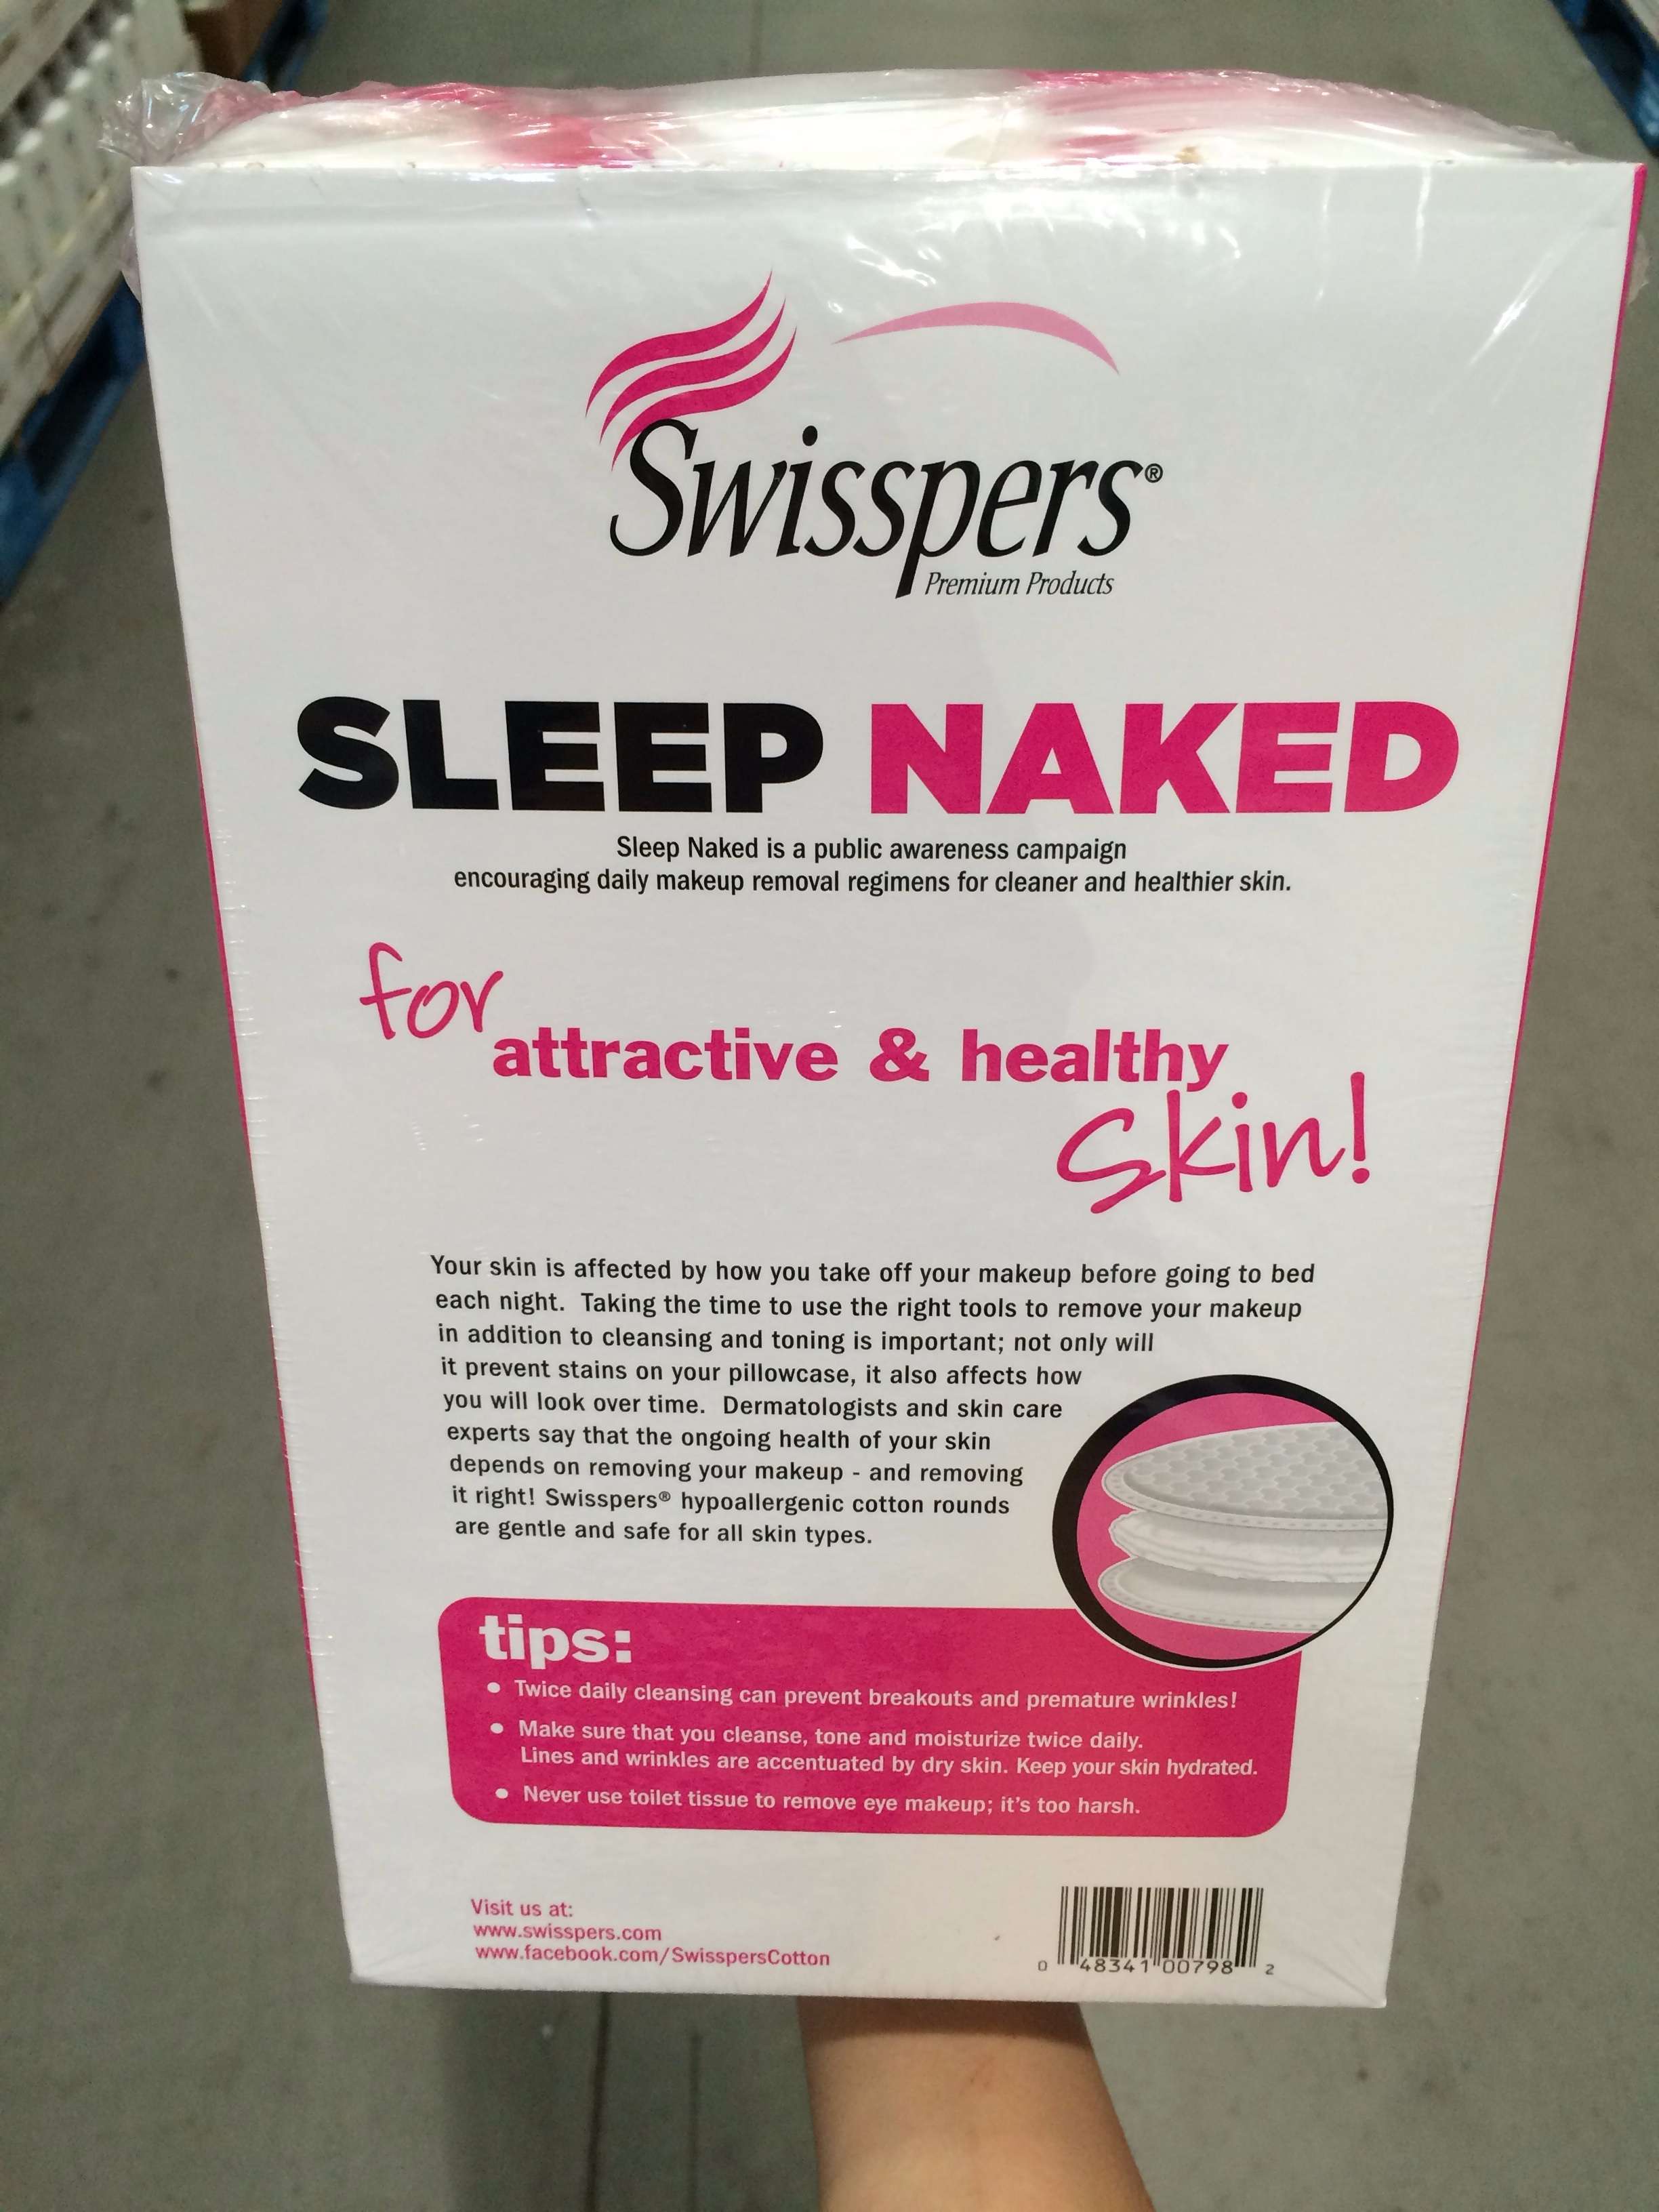 Swisspers®
Premium Products
SLEEP NAKED
Sleep Naked is a public awareness campaign
encouraging daily makeup removal regimens for cleaner and healthier skin.
for
attractive & healthy
skin!
Your skin is affected by how you take off your makeup before going to bed
each night. Taking the time to use the right tools to remove your makeup
in addition to cleansing and toning is important; not only will
it prevent stains on your pillowcase, it also affects how
you will look over time. Dermatologists and skin care
experts say that the ongoing health of your skin
depends on removing your makeup - and removing
it right! Swisspers® hypoallergenic cotton rounds
are gentle and safe for all skin types.
tips:
• Twice daily cleansing can prevent breakouts and premature wrinkles!
• Make sure that you cleanse, tone and moisturize twice daily.
Lines and wrinkles are accentuated by dry skin. Keep your skin hydrated.
• Never use toilet tissue to remove eye makeup; it's too harsh.
Visit us at:
www.swisspers.com
www.facebook.com/SwisspersCotton
0 48341 00798 2